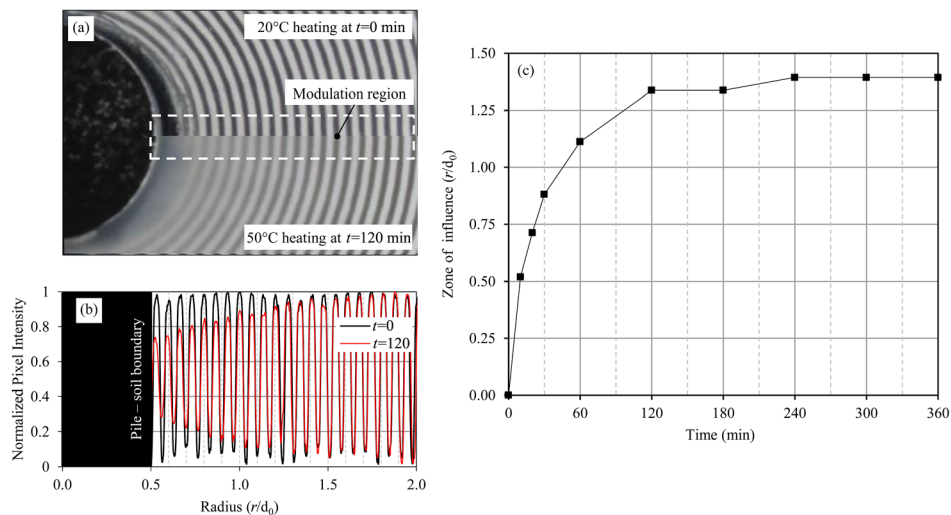 (a)
20°C heating at t=0 min
Modulation region
50°C heating at t=120 min
(b)
Normalized Pixel Intensity
1
0.8
0.6
0.4
0.2
0
Pile – soil boundary
t=0
t=120
0.0
0.5
1.0
1.5
2.0
Radius (r/d₀)
(c)
Zone of influence (r/d₀)
1.50
1.25
1.00
0.75
0.50
0.25
0.00
0
60
120
180
240
300
360
Time (min)